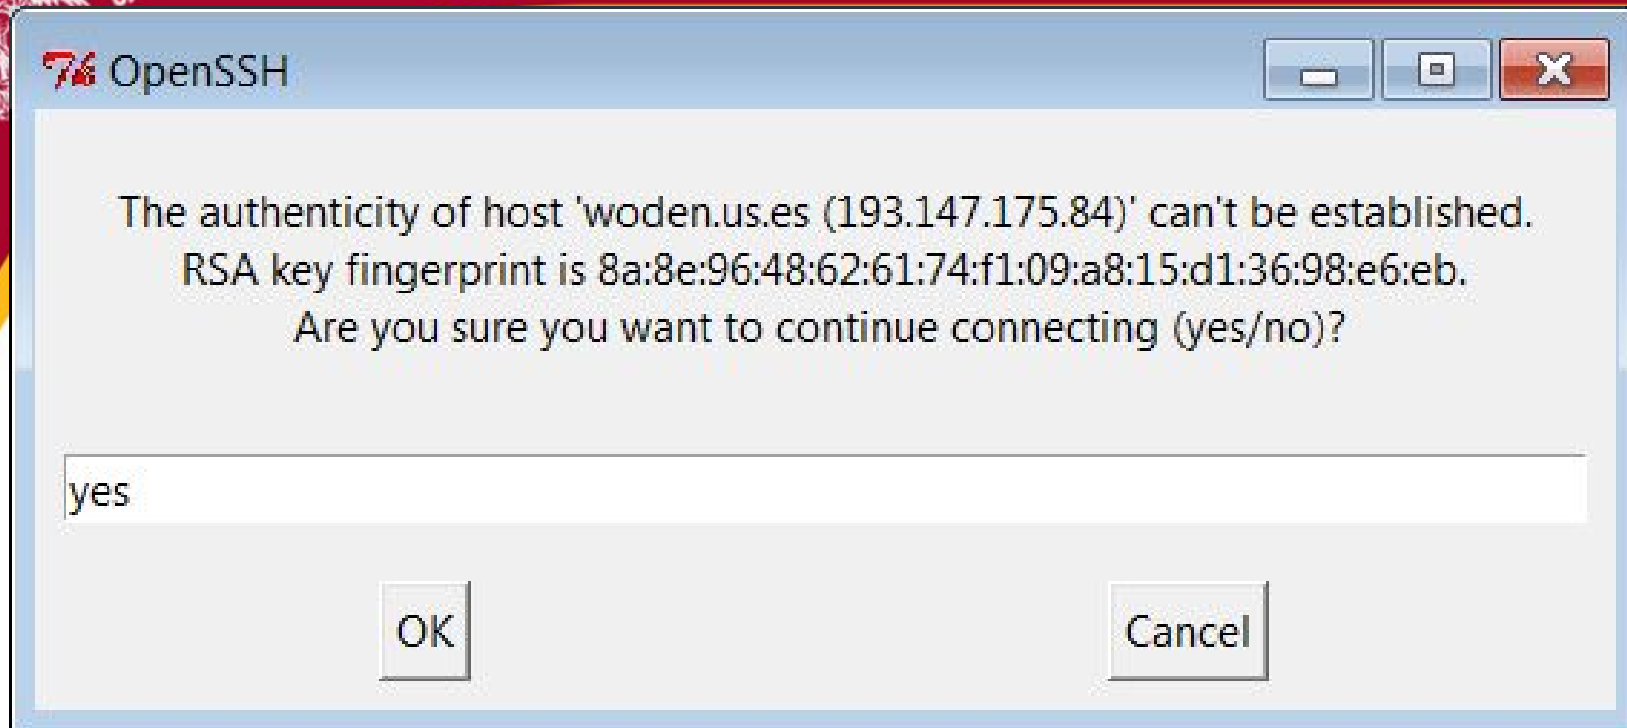 OpenSSH
The authenticity of host 'woden.us.es (193.147.175.84)' can't be established.
RSA key fingerprint is 8a:8e:96:48:62:61:74:f1:09:a8:15:d1:36:98:e6:eb.
Are you sure you want to continue connecting (yes/no)?
yes
OK
Cancel